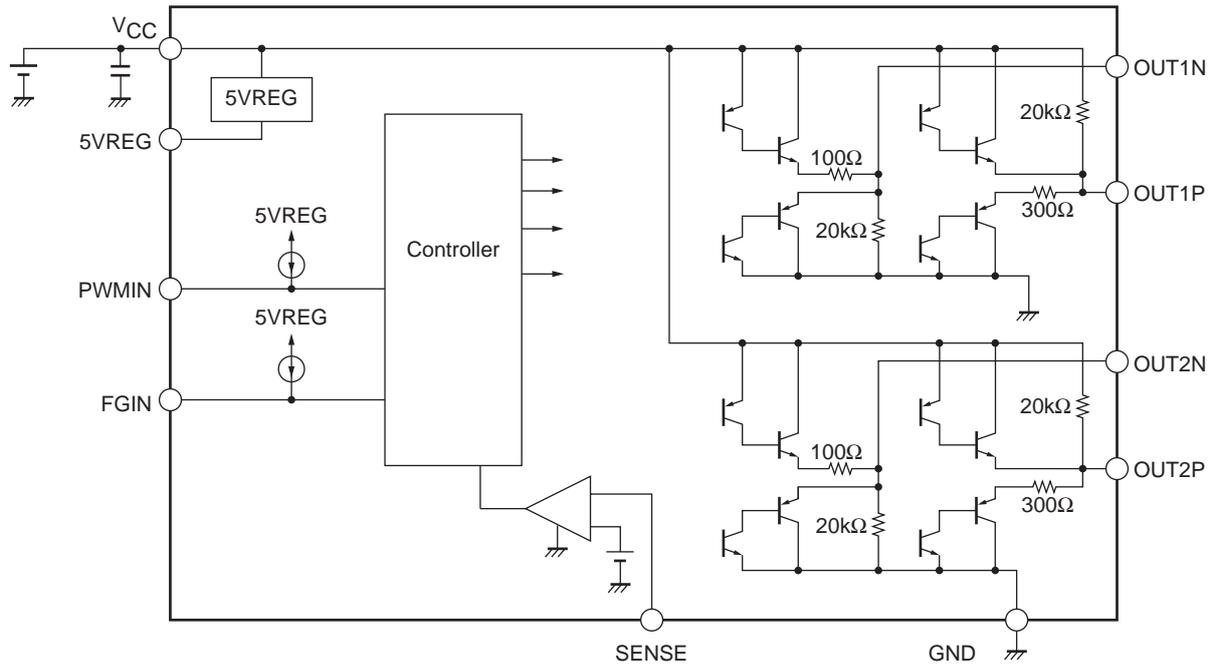 VCC
5VREG
5VREG
5VREG
PWMIN
5VREG
FGIN
Controller
SENSE
GND
OUT1N
20kΩ
100Ω
OUT1P
300Ω
20kΩ
OUT2N
20kΩ
100Ω
OUT2P
300Ω
20kΩ